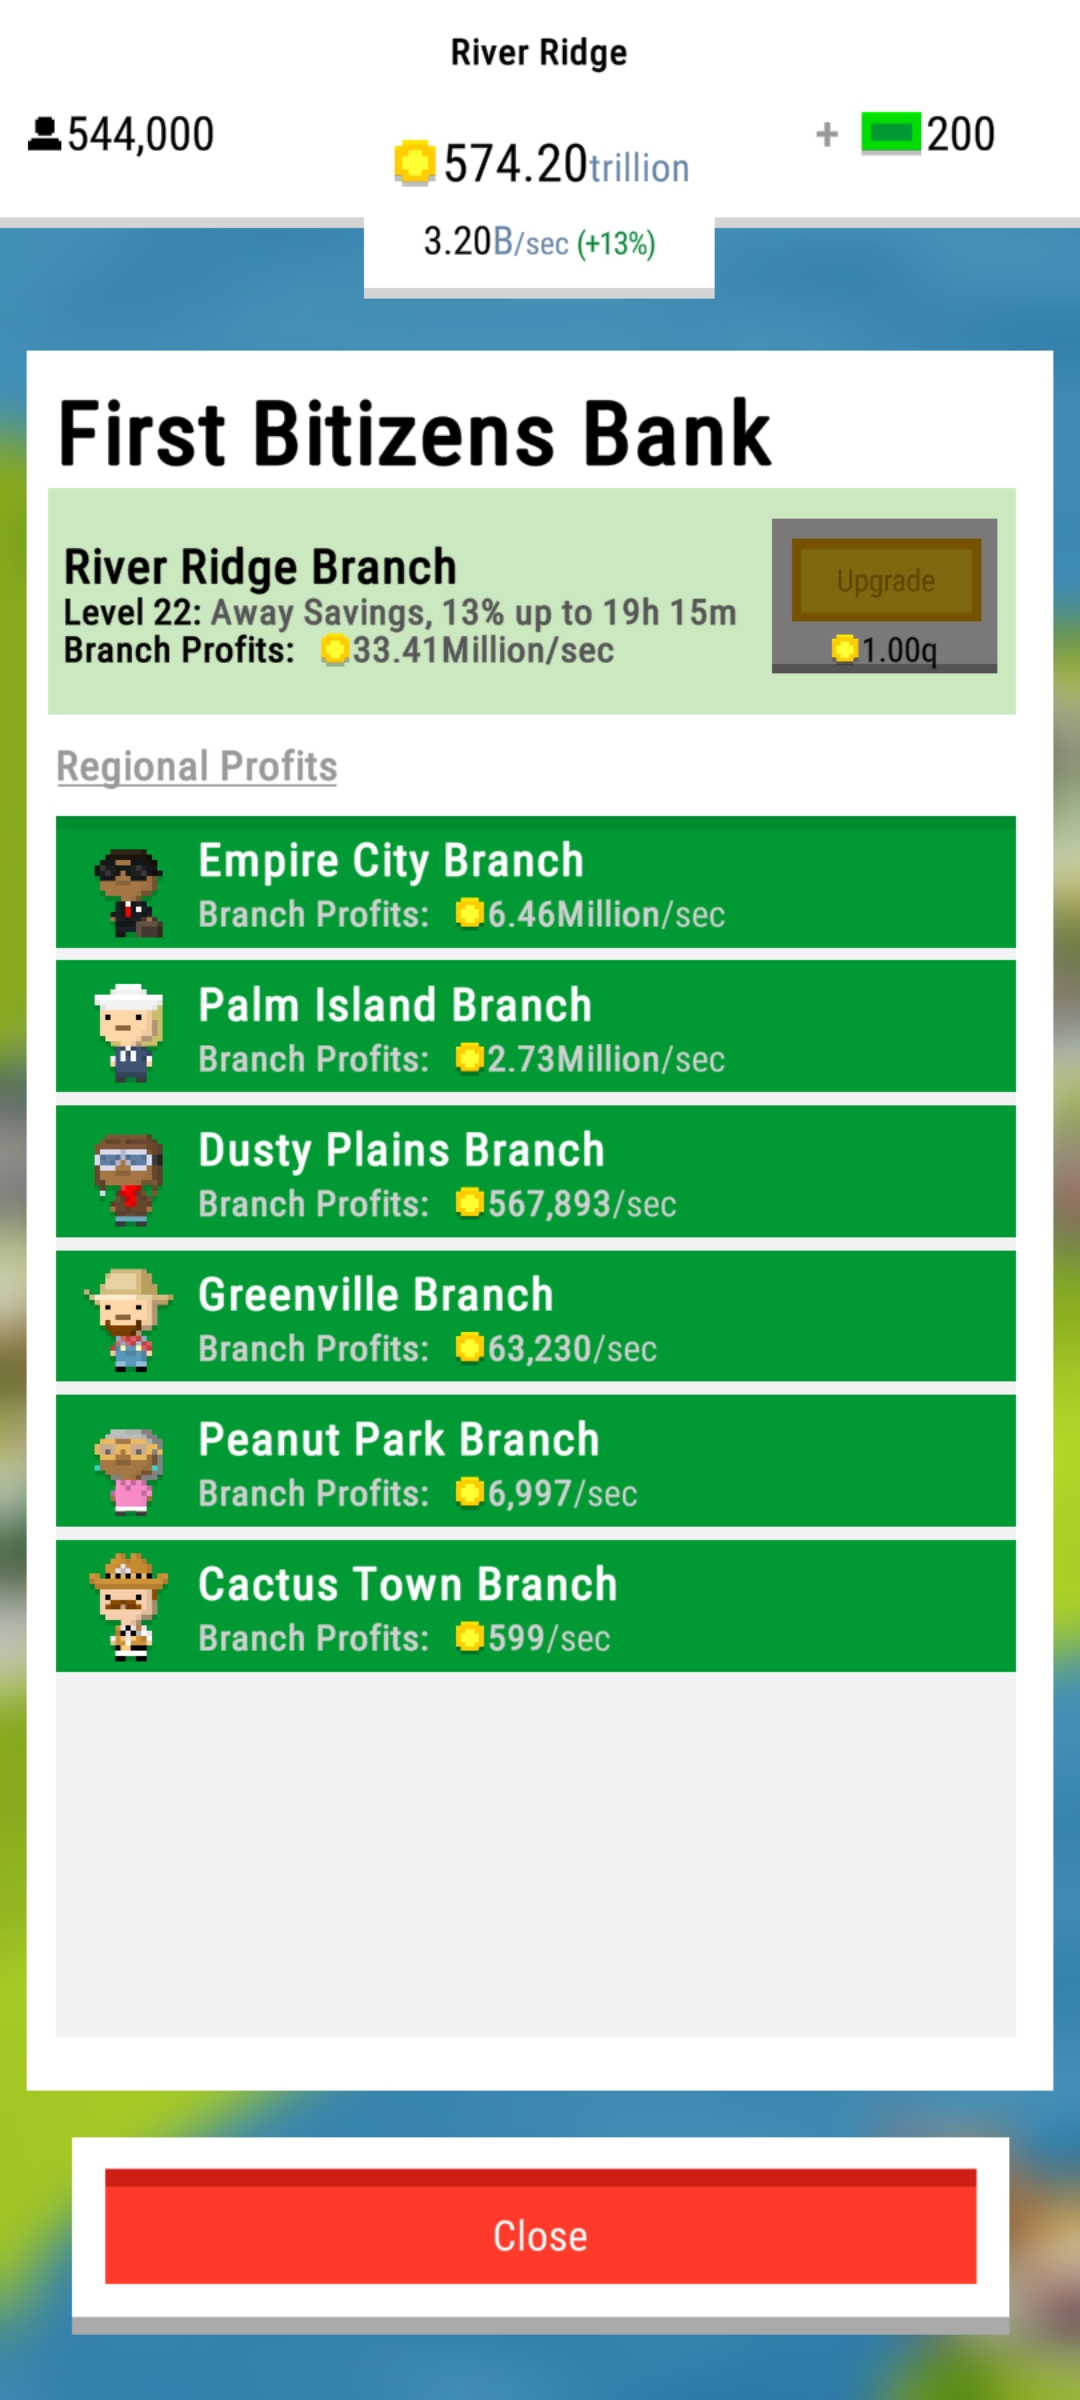 River Ridge
544,000
574.20trillion
+ 200
3.20B/sec (+13%)
First Bitizens Bank
River Ridge Branch
Level 22: Away Savings, 13% up to 19h 15m
Branch Profits: 33.41Million/sec
Upgrade
1.00q
Regional Profits
Empire City Branch
Branch Profits: 6.46Million/sec
Palm Island Branch
Branch Profits: 2.73Million/sec
Dusty Plains Branch
Branch Profits: 567,893/sec
Greenville Branch
Branch Profits: 63,230/sec
Peanut Park Branch
Branch Profits: 6,997/sec
Cactus Town Branch
Branch Profits: 599/sec
Close